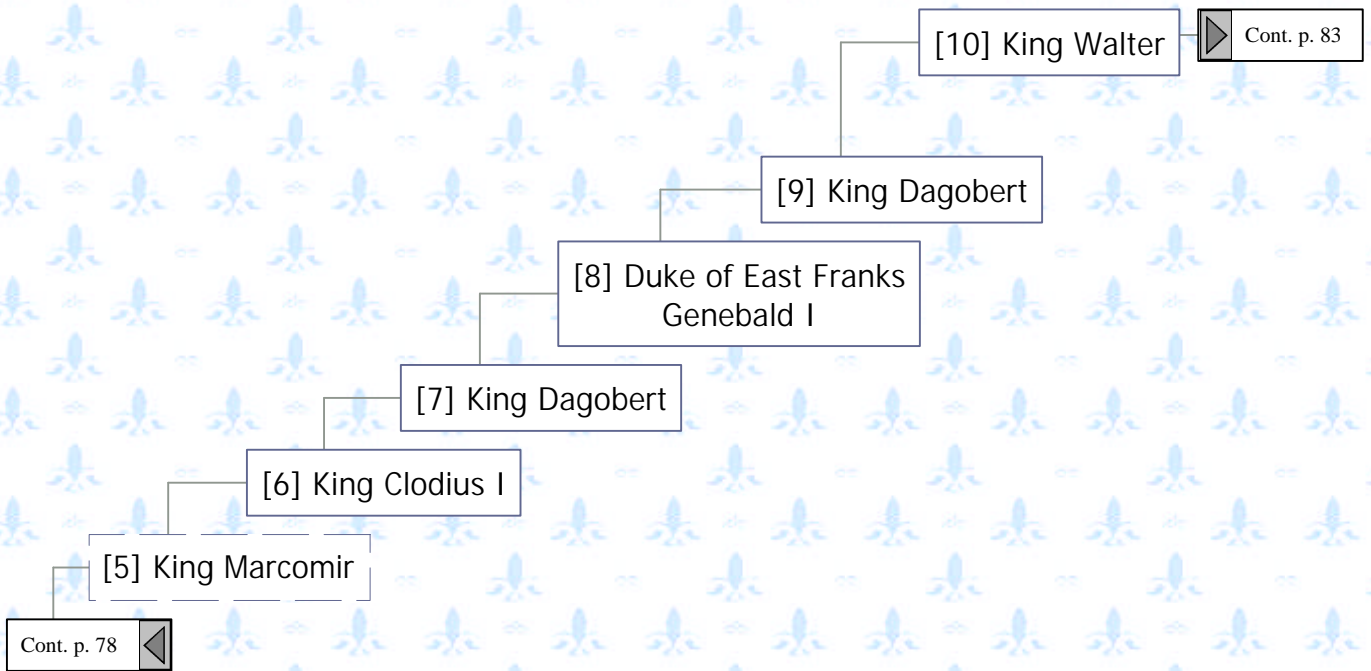 [10] King Walter
Cont. p. 83
[9] King Dagobert
[8] Duke of East Franks
Genebald I
[7] King Dagobert
[6] King Clodius I
[5] King Marcomir
Cont. p. 78